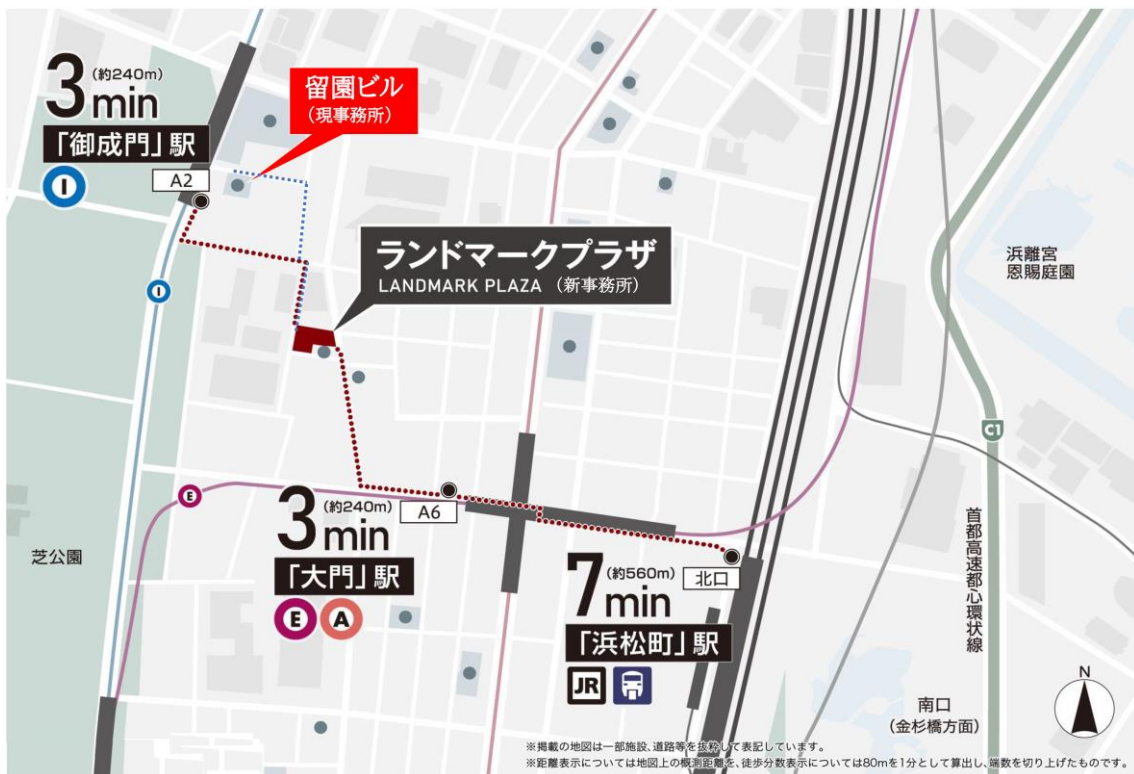 3 min
(約240m)
「御成門」駅
I
A2
留園ビル
(現事務所)
ランドマークプラザ
LANDMARK PLAZA (新事務所)
I
浜離宮
恩賜庭園
C1
E
3 min
(約240m)
A6
「大門」駅
E A
芝公園
7 min
(約560m)
北口
「浜松町」駅
JR
首都高速都心環状線
N
南口
(金杉橋方面)
※掲載の地図は一部施設、道路等を抜粋して表記しています。
※距離表示については地図上の概測距離を、徒歩分数表示については80mを1分として算出し、端数を切り上げたものです。